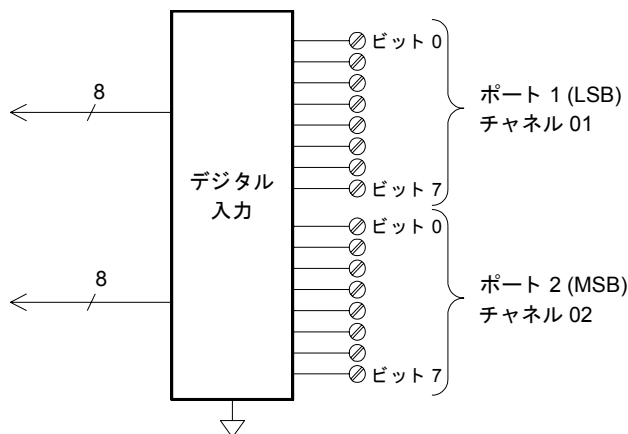 8
8
デジタル
入力
ビット 0
ビット 7
ポート 1 (LSB)
チャネル 01
ビット 0
ビット 7
ポート 2 (MSB)
チャネル 02